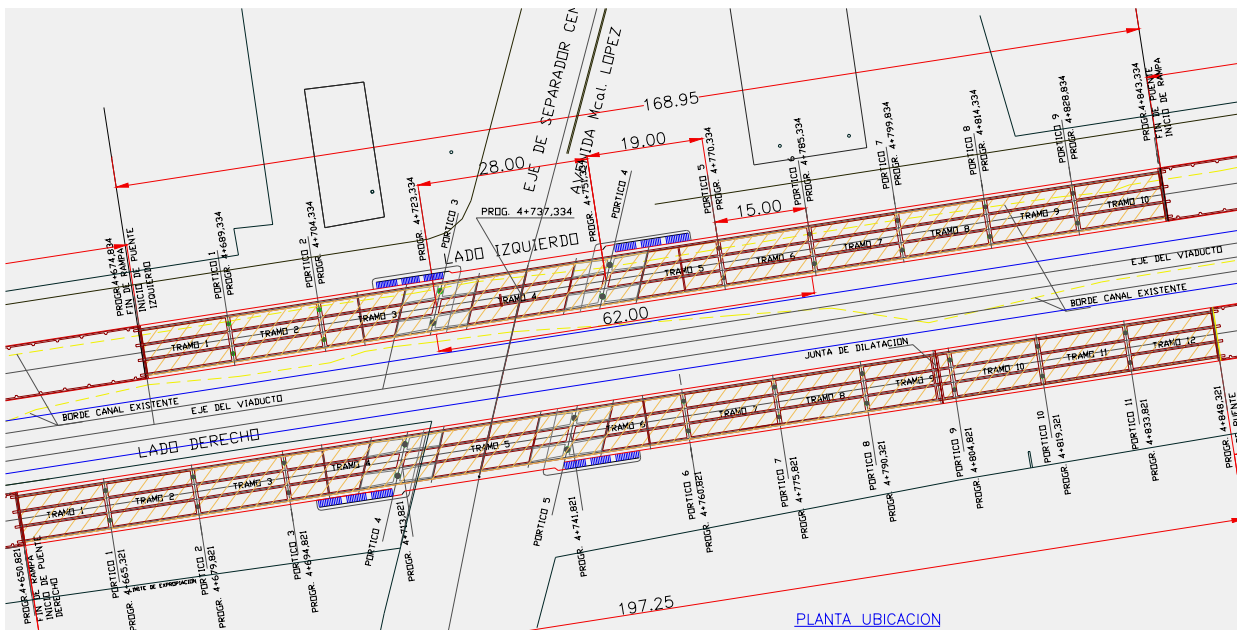 168.95
28.00
19.00
15.00
62.00
EJE DE SEPARADOR CEN
AVENIDA Mcal. LOPEZ
PROG. 4+737,334
LADO IZQUIERDO
PROGR.4+674,834
FIN DE RAMPA
INICIO DE PUENTE
IZQUIERDO
PORTICO 1
PROGR. 4+689,334
PORTICO 2
PROGR. 4+704,334
PROGR. 4+723,334
PORTICO 3
PORTICO 4
PORTICO 5
PROGR. 4+770,334
PORTICO 6
PROGR. 4+785,334
PORTICO 7
PROGR. 4+799,834
PORTICO 8
PROGR. 4+814,334
PORTICO 9
PROGR. 4+828,834
PROGR.4+843,334
FIN DE PUENTE
INICIO DE RAMPA
TRAMO 1
TRAMO 2
TRAMO 3
TRAMO 4
TRAMO 5
TRAMO 6
TRAMO 7
TRAMO 8
TRAMO 9
TRAMO 10
EJE DEL VIADUCTO
BORDE CANAL EXISTENTE
JUNTA DE DILATACION
BORDE CANAL EXISTENTE
EJE DEL VIADUCTO
LADO DERECHO
TRAMO 1
TRAMO 2
TRAMO 3
TRAMO 4
TRAMO 5
TRAMO 6
TRAMO 7
TRAMO 8
TRAMO 9
TRAMO 10
TRAMO 11
TRAMO 12
PROGR.4+650,821
FIN DE RAMPA
INICIO DE PUENTE
DERECHO
PORTICO 1
PROGR. 4+665,321
PORTICO 2
PROGR. 4+679,821
PORTICO 3
PROGR. 4+694,821
PORTICO 4
PROGR. 4+713,821
PORTICO 5
PROGR. 4+741,821
PORTICO 6
PROGR. 4+760,821
PORTICO 7
PROGR. 4+775,821
PORTICO 8
PROGR. 4+790,321
PORTICO 9
PROGR. 4+804,821
PORTICO 10
PROGR. 4+819,321
PORTICO 11
PROGR. 4+833,821
PROGR. 4+848,321
PUENTE
LIMITE DE EXPROPIACION
197.25
PLANTA UBICACION